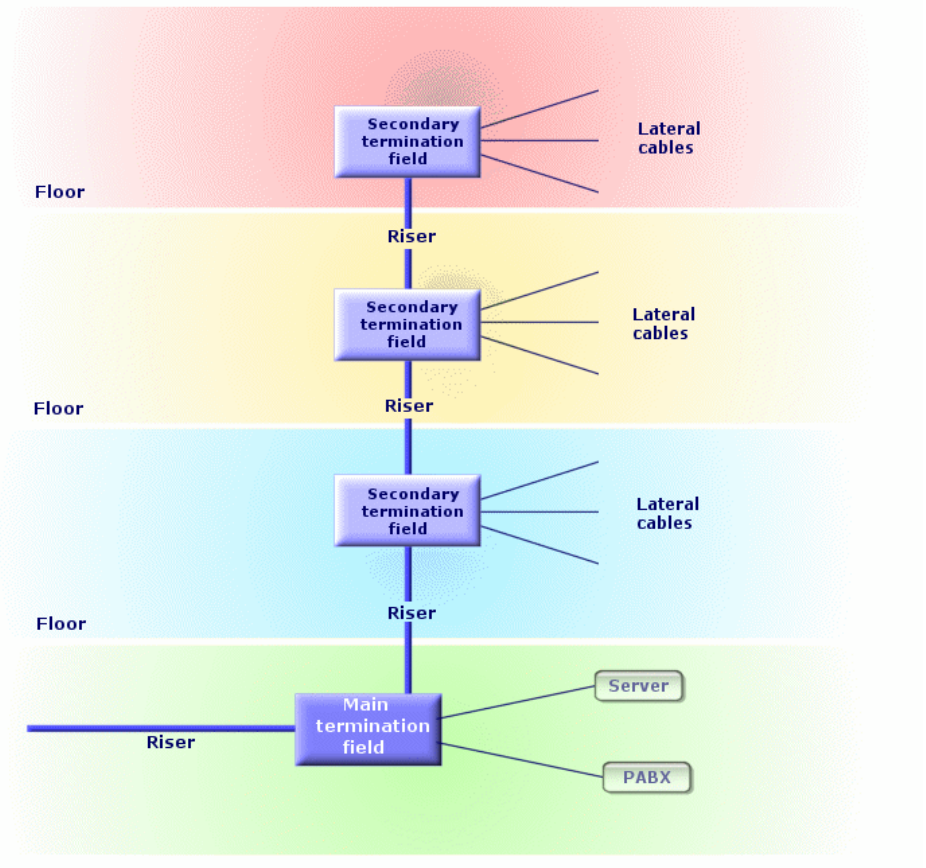 Secondary
termination
field
Lateral
cables
Floor
Riser
Secondary
termination
field
Lateral
cables
Riser
Floor
Secondary
termination
field
Lateral
cables
Riser
Floor
Server
Main
termination
field
Riser
PABX